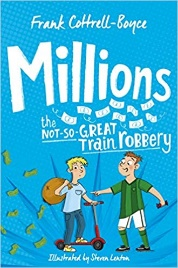 Frank Cottrell-Boyce
Millions
the
NOT-SO-GREAT
Train robbery
Illustrated by Steven Lenton